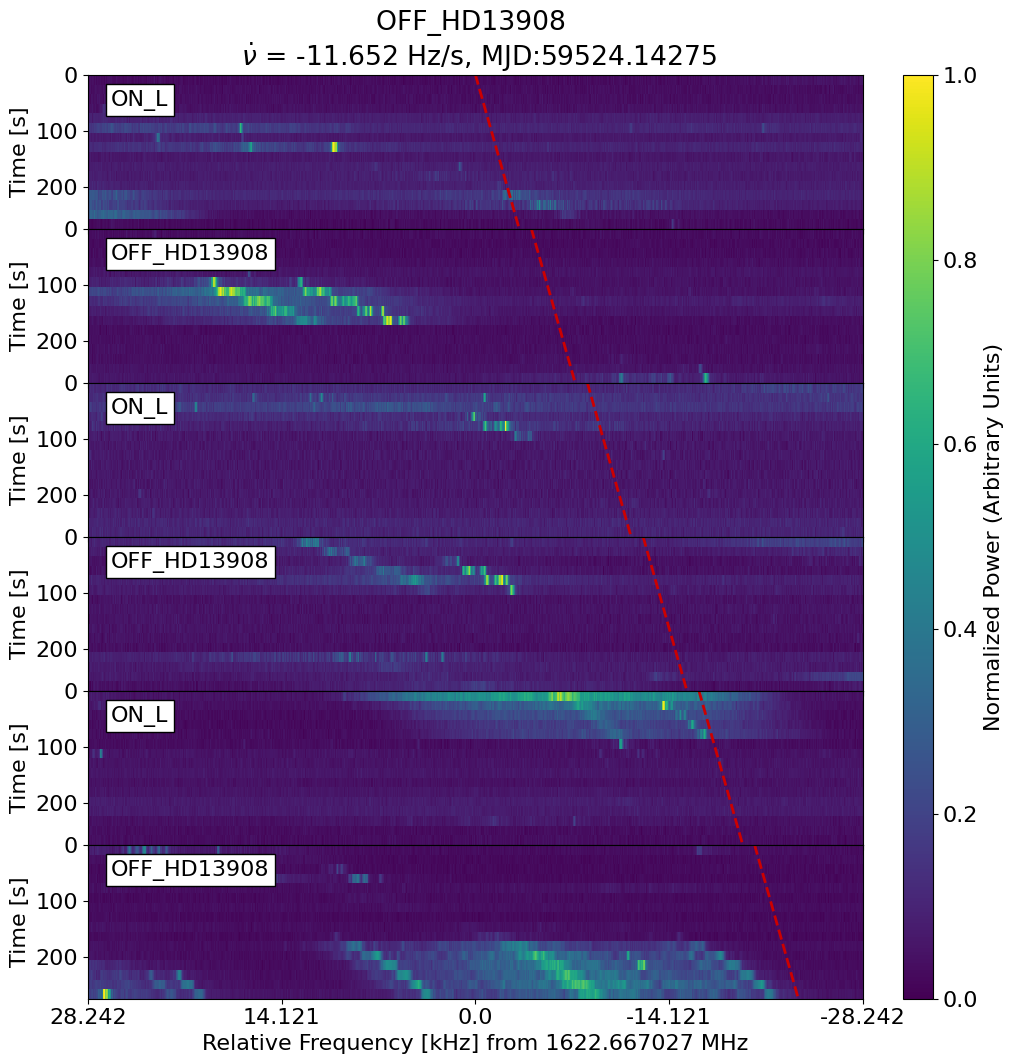 OFF_HD13908
ν̇ = -11.652 Hz/s, MJD:59524.14275
0
ON_L
100
Time [s]
200
0
OFF_HD13908
100
Time [s]
200
0
ON_L
100
Time [s]
200
0
OFF_HD13908
100
Time [s]
200
0
ON_L
100
Time [s]
200
0
OFF_HD13908
100
Time [s]
200
28.242 14.121 0.0 -14.121 -28.242
Relative Frequency [kHz] from 1622.667027 MHz
1.0
0.8
0.6
0.4
0.2
0.0
Normalized Power (Arbitrary Units)